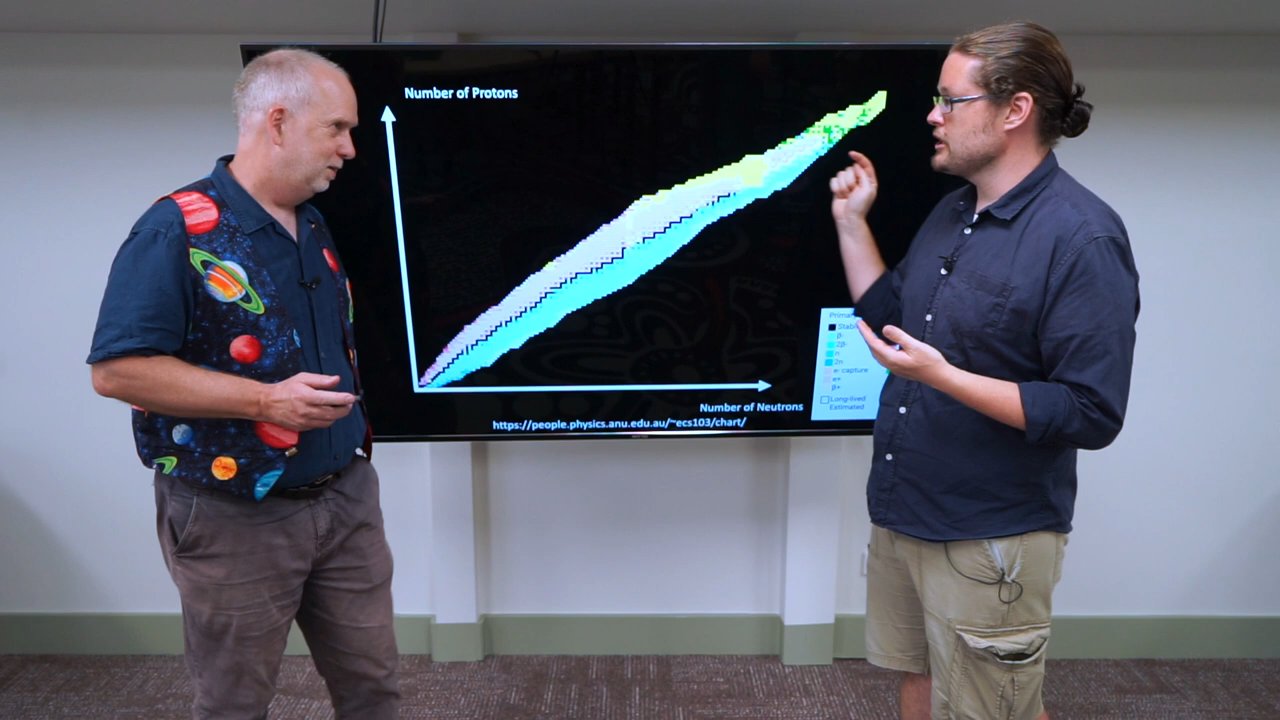 Number of Protons
Stable
β-
2β-
n
2n
e- capture
e+
β+
Long-lived
Estimated
Number of Neutrons
https://people.physics.anu.edu.au/~ecs103/chart/